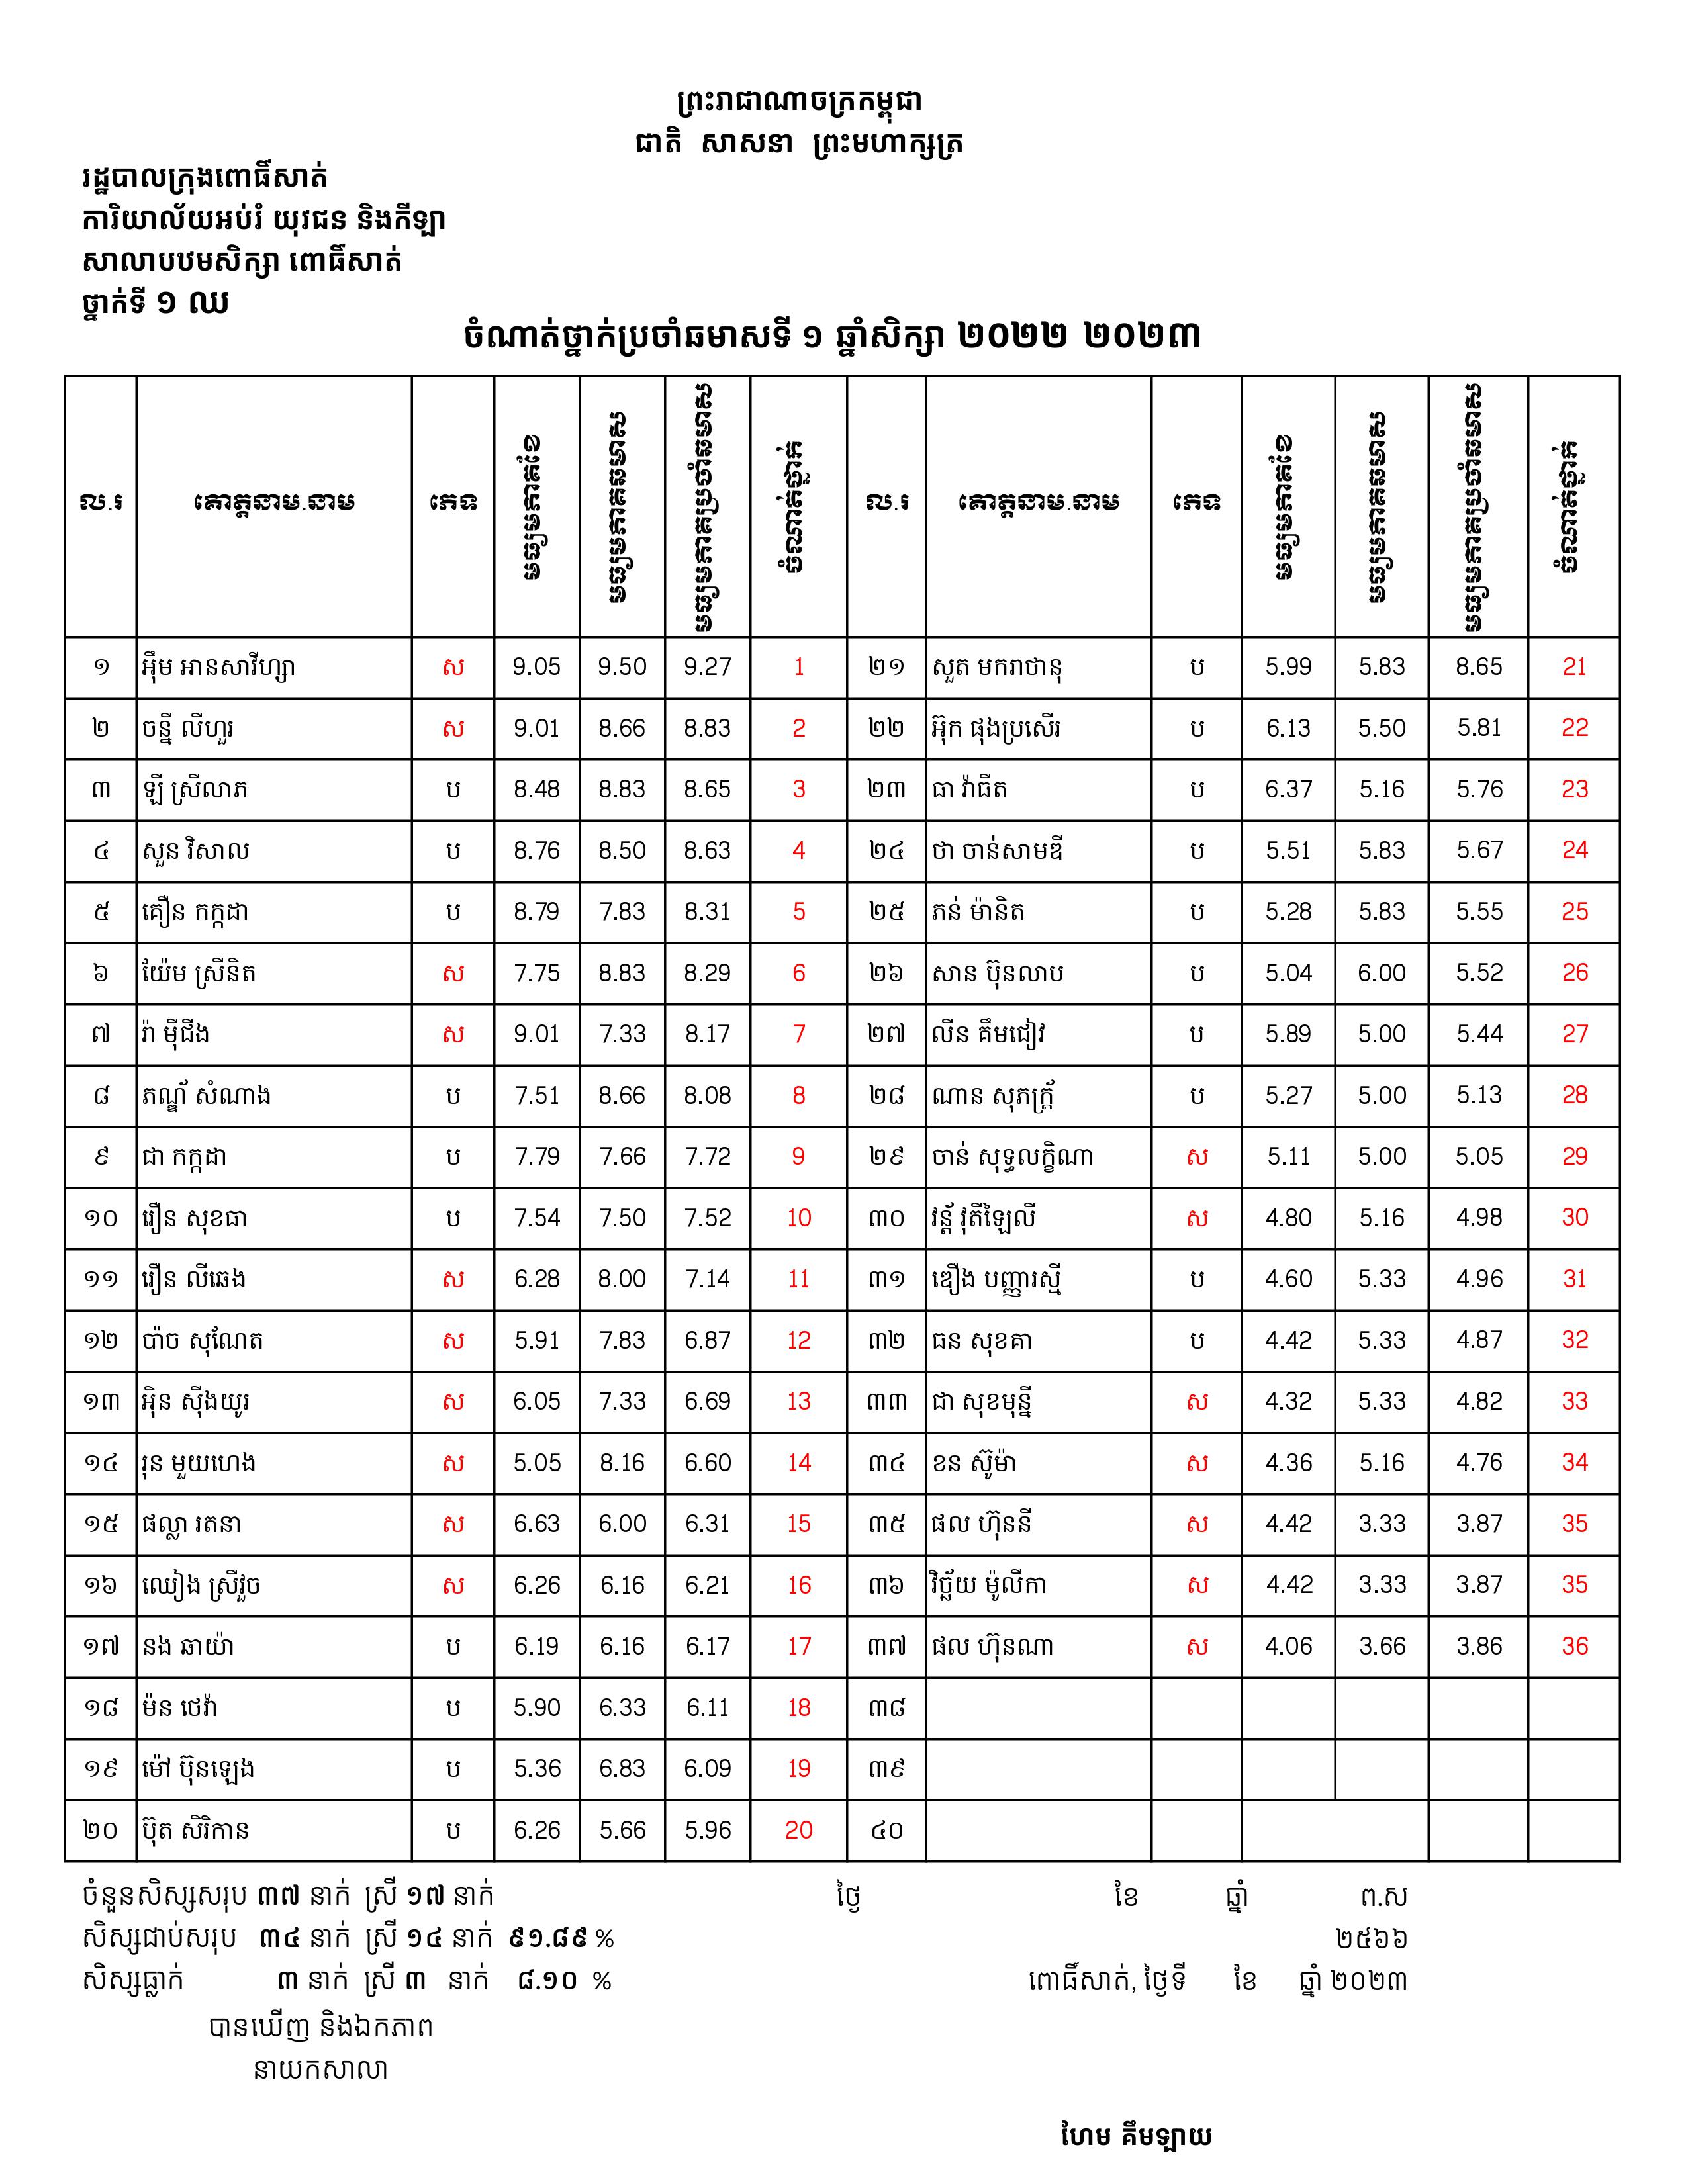 ព្រះរាជាណាចក្រកម្ពុជា
ជាតិ សាសនា ព្រះមហាក្សត្រ
រដ្ឋបាលក្រុងពោធិ៍សាត់
ការិយាល័យអប់រំ យុវជន និងកីឡា
សាលាបឋមសិក្សា ពោធិ៍សាត់
ថ្នាក់ទី ១ ឈ
ចំណាត់ថ្នាក់ប្រចាំឆមាសទី ១ ឆ្នាំសិក្សា ២០២២ ២០២៣
ល.រ គោត្តនាម.នាម ភេទ មធ្យមភាគខែ មធ្យមភាគឆមាស មធ្យមភាគប្រចាំឆមាស ចំណាត់ថ្នាក់ ល.រ គោត្តនាម.នាម ភេទ មធ្យមភាគខែ មធ្យមភាគឆមាស មធ្យមភាគប្រចាំឆមាស ចំណាត់ថ្នាក់
១ អ៊ឹម អានសាវីហ្សា ស 9.05 9.50 9.27 1 ២១ សួត មករាថានុ ប 5.99 5.83 8.65 21
២ ចន្នី លីហួរ ស 9.01 8.66 8.83 2 ២២ អ៊ុក ផុងប្រសើរ ប 6.13 5.50 5.81 22
៣ ឡី ស្រីលាភ ប 8.48 8.83 8.65 3 ២៣ ធា វ៉ាធីត ប 6.37 5.16 5.76 23
៤ សួន វិសាល ប 8.76 8.50 8.63 4 ២៤ ថា ចាន់សាមឌី ប 5.51 5.83 5.67 24
៥ គឿន កក្កដា ប 8.79 7.83 8.31 5 ២៥ ភន់ ម៉ានិត ប 5.28 5.83 5.55 25
៦ យ៉ែម ស្រីនិត ស 7.75 8.83 8.29 6 ២៦ សាន ប៊ុនលាប ប 5.04 6.00 5.52 26
៧ រ៉ា ម៉ីជីង ស 9.01 7.33 8.17 7 ២៧ លីន គឹមជៀវ ប 5.89 5.00 5.44 27
៨ ភណ្ឌ័ សំណាង ប 7.51 8.66 8.08 8 ២៨ ណាន សុភក្ត្រ័ ប 5.27 5.00 5.13 28
៩ ជា កក្កដា ប 7.79 7.66 7.72 9 ២៩ ចាន់ សុទ្ធលក្ខិណា ស 5.11 5.00 5.05 29
១០ រឿន សុខធា ប 7.54 7.50 7.52 10 ៣០ វន្ត័ វុតីឡៃលី ស 4.80 5.16 4.98 30
១១ រឿន លីឆេង ស 6.28 8.00 7.14 11 ៣១ ឌឿង បញ្ញារស្មី ប 4.60 5.33 4.96 31
១២ ប៉ាច សុណែត ស 5.91 7.83 6.87 12 ៣២ ធន សុខគា ប 4.42 5.33 4.87 32
១៣ អ៊ិន ស៊ីងយូរ ស 6.05 7.33 6.69 13 ៣៣ ជា សុខមុន្នី ស 4.32 5.33 4.82 33
១៤ រុន មួយហេង ស 5.05 8.16 6.60 14 ៣៤ ខន ស៊ូម៉ា ស 4.36 5.16 4.76 34
១៥ ផល្លា រតនា ស 6.63 6.00 6.31 15 ៣៥ ផល ហ៊ុននី ស 4.42 3.33 3.87 35
១៦ ឈៀង ស្រីវួច ស 6.26 6.16 6.21 16 ៣៦ វិច្ឆ័យ ម៉ូលីកា ស 4.42 3.33 3.87 35
១៧ នង ឆាយ៉ា ប 6.19 6.16 6.17 17 ៣៧ ផល ហ៊ុនណា ស 4.06 3.66 3.86 36
១៨ ម៉ន ថេវ៉ា ប 5.90 6.33 6.11 18 ៣៨
១៩ ម៉ៅ ប៊ុនឡេង ប 5.36 6.83 6.09 19 ៣៩
២០ ប៊ុត សិរិកាន ប 6.26 5.66 5.96 20 ៤០
ចំនួនសិស្សសរុប ៣៧ នាក់ ស្រី ១៧ នាក់ ថ្ងៃ ខែ ឆ្នាំ ព.ស
សិស្សជាប់សរុប ៣៤ នាក់ ស្រី ១៤ នាក់ ៩១.៨៩ % ២៥៦៦
សិស្សធ្លាក់ ៣ នាក់ ស្រី ៣ នាក់ ៨.១០ % ពោធិ៍សាត់, ថ្ងៃទី ខែ ឆ្នាំ ២០២៣
បានឃើញ និងឯកភាព
នាយកសាលា
ហែម គឹមឡាយ